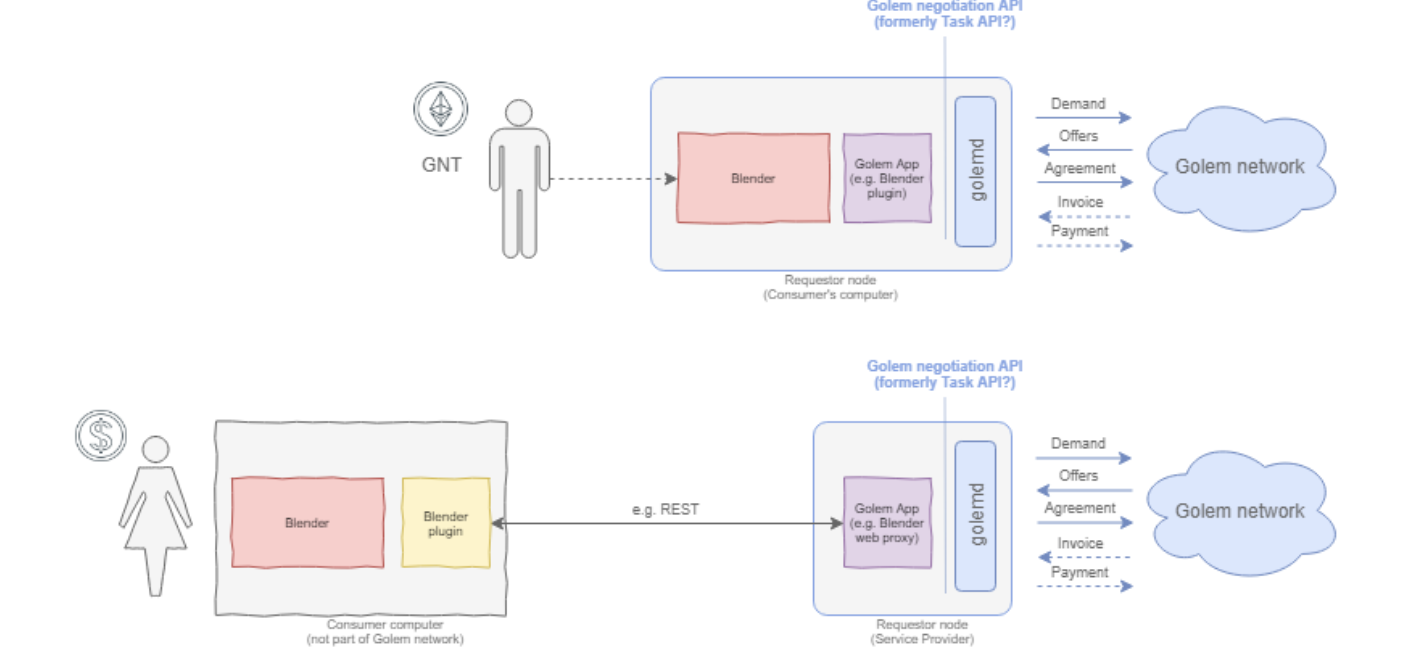 Golem negotiation API
(formerly Task API?)
GNT
Blender
Golem App
(e.g. Blender
plugin)
golemd
Demand
Offers
Agreement
Invoice
Payment
Golem network
Requestor node
(Consumer's computer)
Golem negotiation API
(formerly Task API?)
$
Blender
Blender
plugin
e.g. REST
Golem App
(e.g. Blender
web proxy)
golemd
Demand
Offers
Agreement
Invoice
Payment
Golem network
Consumer computer
(not part of Golem network)
Requestor node
(Service Provider)